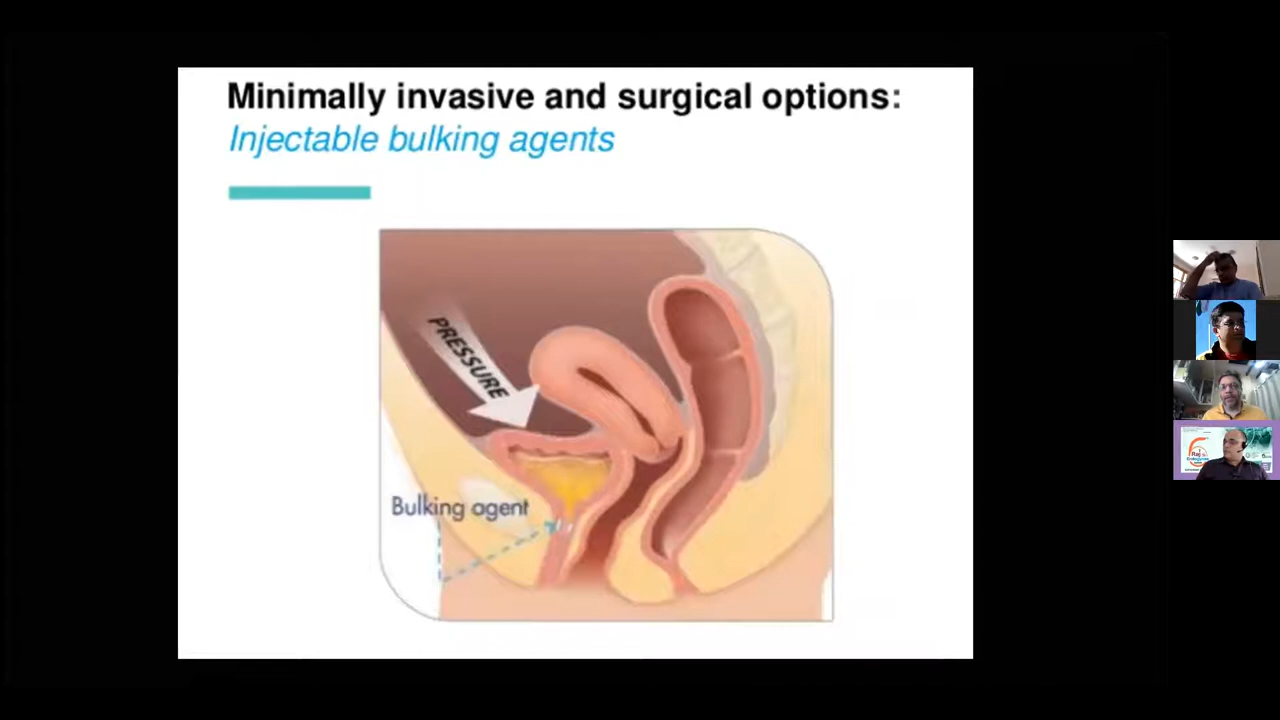 Minimally invasive and surgical options:
Injectable bulking agents
PRESSURE
Bulking agent